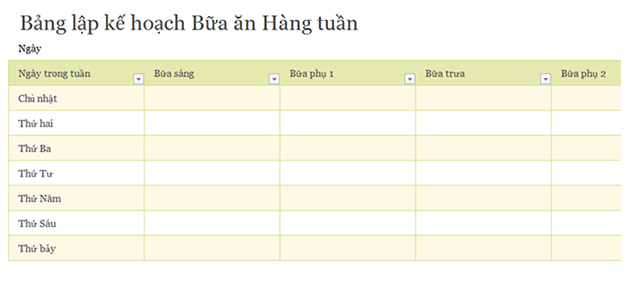 Bảng lập kế hoạch Bữa ăn Hàng tuần
Ngày
Ngày trong tuần Bữa sáng Bữa phụ 1 Bữa trưa Bữa phụ 2
Chủ nhật
Thứ hai
Thứ Ba
Thứ Tư
Thứ Năm
Thứ Sáu
Thứ bảy